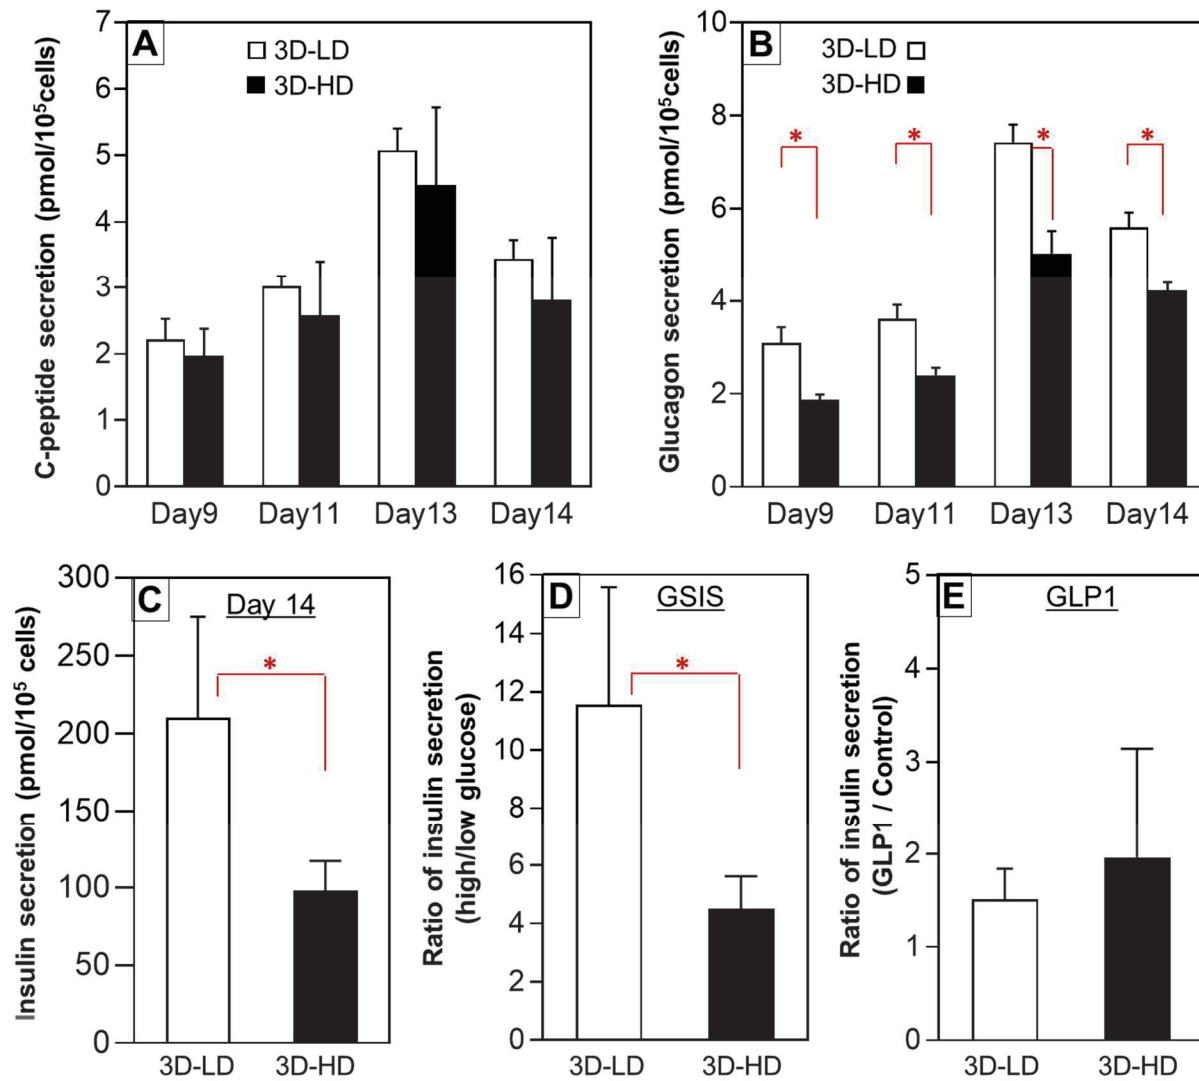 A
3D-LD
3D-HD
C-peptide secretion (pmol/10⁵cells)
7
6
5
4
3
2
1
0
Day9 Day11 Day13 Day14
B
3D-LD
3D-HD
Glucagon secretion (pmol/10⁵cells)
10
8
6
4
2
0
* * * *
Day9 Day11 Day13 Day14
C
Day 14
Insulin secretion (pmol/10⁵ cells)
300
250
200
150
100
50
0
*
3D-LD 3D-HD
D
GSIS
Ratio of insulin secretion
(high/low glucose)
16
14
12
10
8
6
4
2
0
*
3D-LD 3D-HD
E
GLP1
Ratio of insulin secretion
(GLP1 / Control)
5
4
3
2
1
0
3D-LD 3D-HD